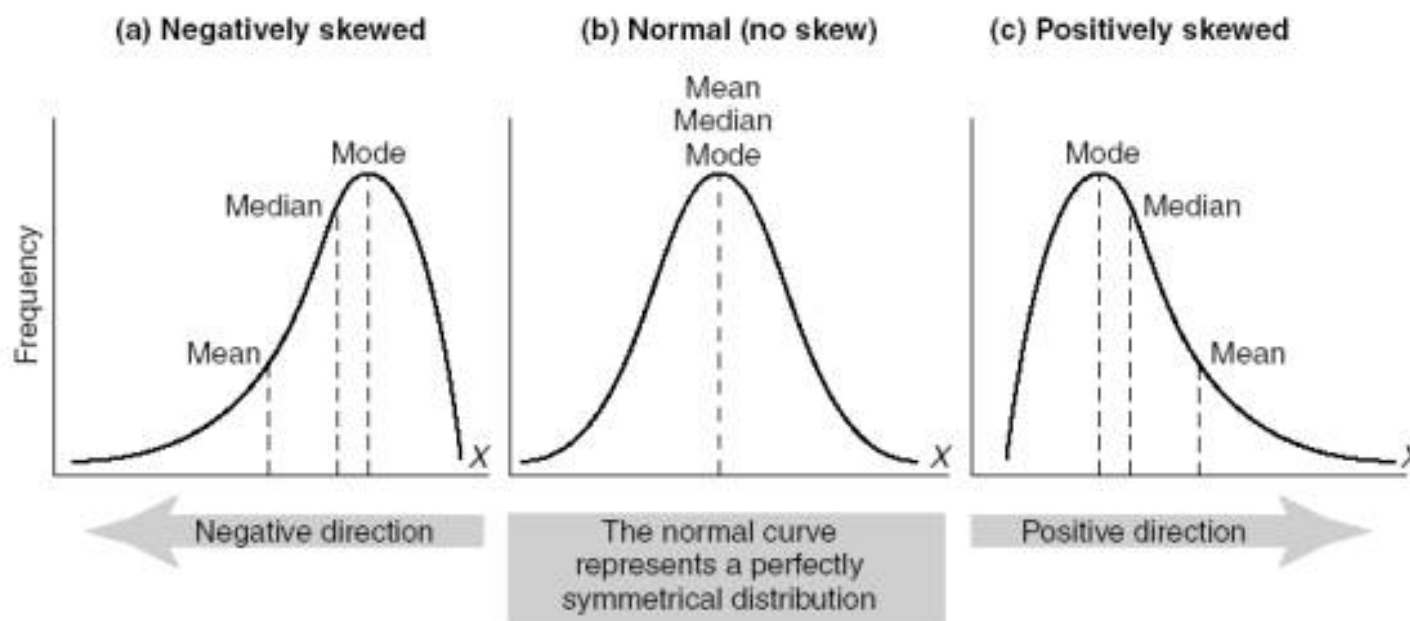 (a) Negatively skewed
(b) Normal (no skew)
(c) Positively skewed
Frequency
Mode
Median
Mean
X
Negative direction
Mean
Median
Mode
X
The normal curve
represents a perfectly
symmetrical distribution
Mode
Median
Mean
X
Positive direction